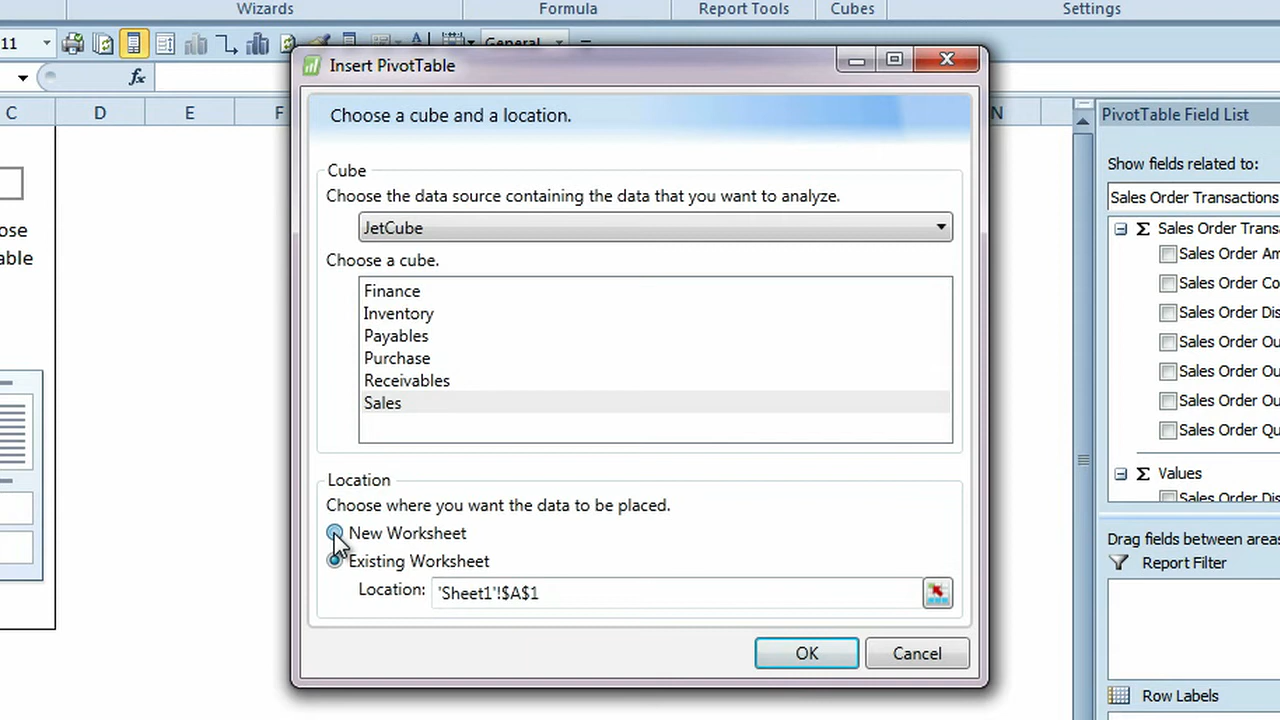 Wizards Formula Report Tools Cubes Settings
11 General
fx
C D E F N
Insert PivotTable
Choose a cube and a location.
Cube
Choose the data source containing the data that you want to analyze.
JetCube
Choose a cube.
Finance
Inventory
Payables
Purchase
Receivables
Sales
Location
Choose where you want the data to be placed.
New Worksheet
Existing Worksheet
Location: 'Sheet1'!$A$1
OK Cancel
ose
able
PivotTable Field List
Show fields related to:
Sales Order Transactions
Σ Sales Order Trans
Sales Order Am
Sales Order Co
Sales Order Dis
Sales Order Ou
Sales Order Ou
Sales Order Ou
Sales Order Qu
Σ Values
Sales Order Dis
Drag fields between areas
Report Filter
Row Labels